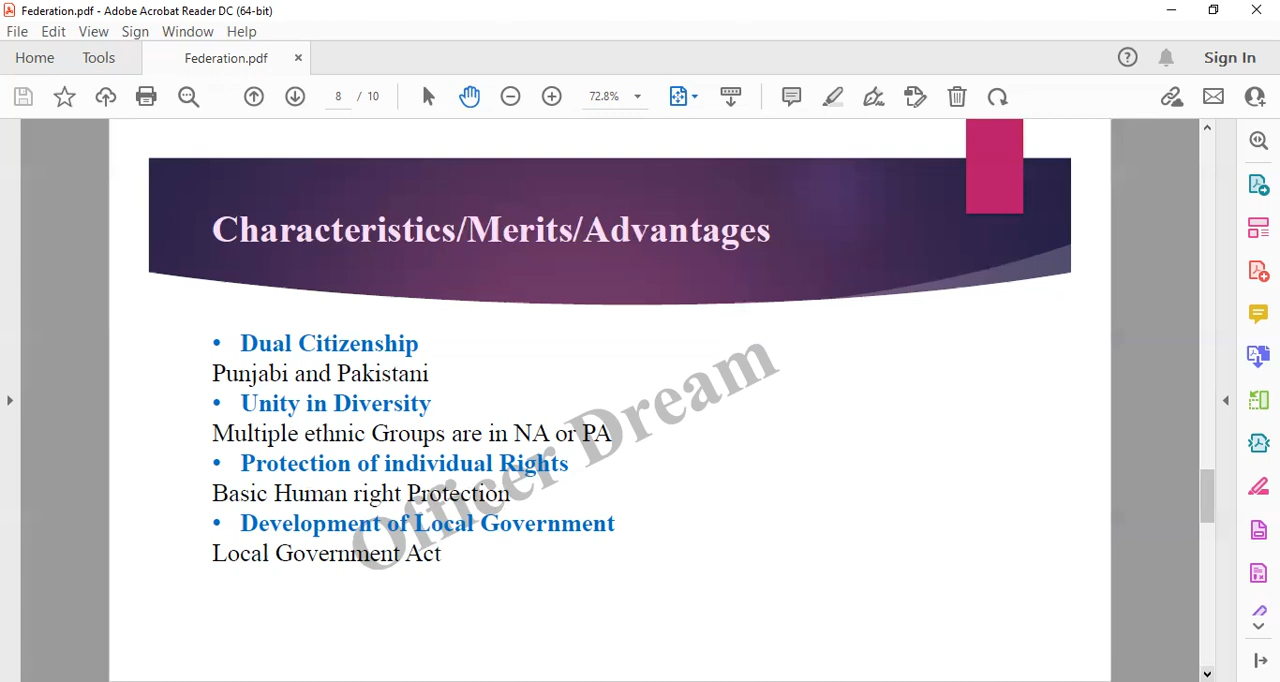 Federation.pdf - Adobe Acrobat Reader DC (64-bit)
File Edit View Sign Window Help
Home Tools Federation.pdf × Sign In
8 / 10 72.8%
Characteristics/Merits/Advantages
• Dual Citizenship
Punjabi and Pakistani
• Unity in Diversity
Multiple ethnic Groups are in NA or PA
• Protection of individual Rights
Basic Human right Protection
• Development of Local Government
Local Government Act
Officer Dream